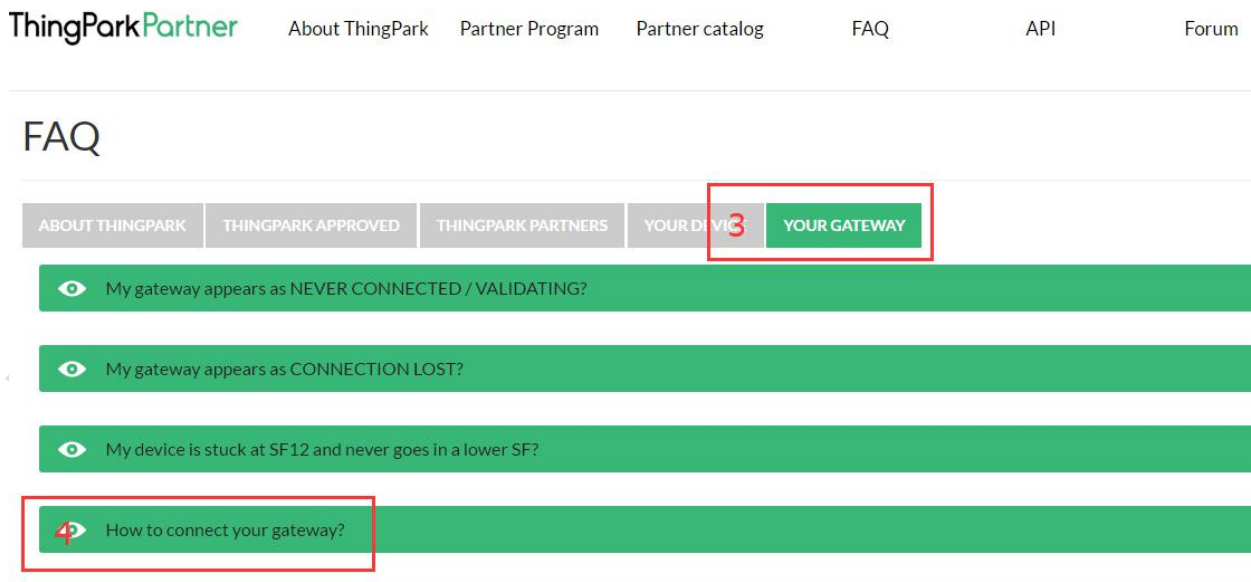 ThingParkPartner About ThingPark Partner Program Partner catalog FAQ API Forum
FAQ
ABOUT THINGPARK THINGPARK APPROVED THINGPARK PARTNERS YOUR DEVICE 3 YOUR GATEWAY
My gateway appears as NEVER CONNECTED / VALIDATING?
My gateway appears as CONNECTION LOST?
My device is stuck at SF12 and never goes in a lower SF?
4 How to connect your gateway?